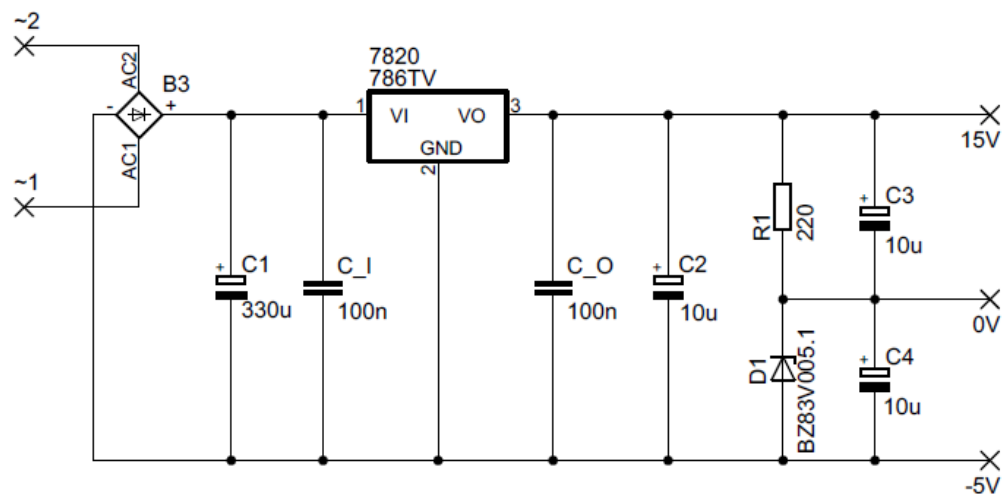 ~2
AC2
B3
-
+
AC1
~1
7820
786TV
1
VI
VO
3
GND
2
15V
+
C1
330u
C_I
100n
C_O
100n
+
C2
10u
R1
220
+
C3
10u
0V
D1
BZ83V005.1
+
C4
10u
-5V